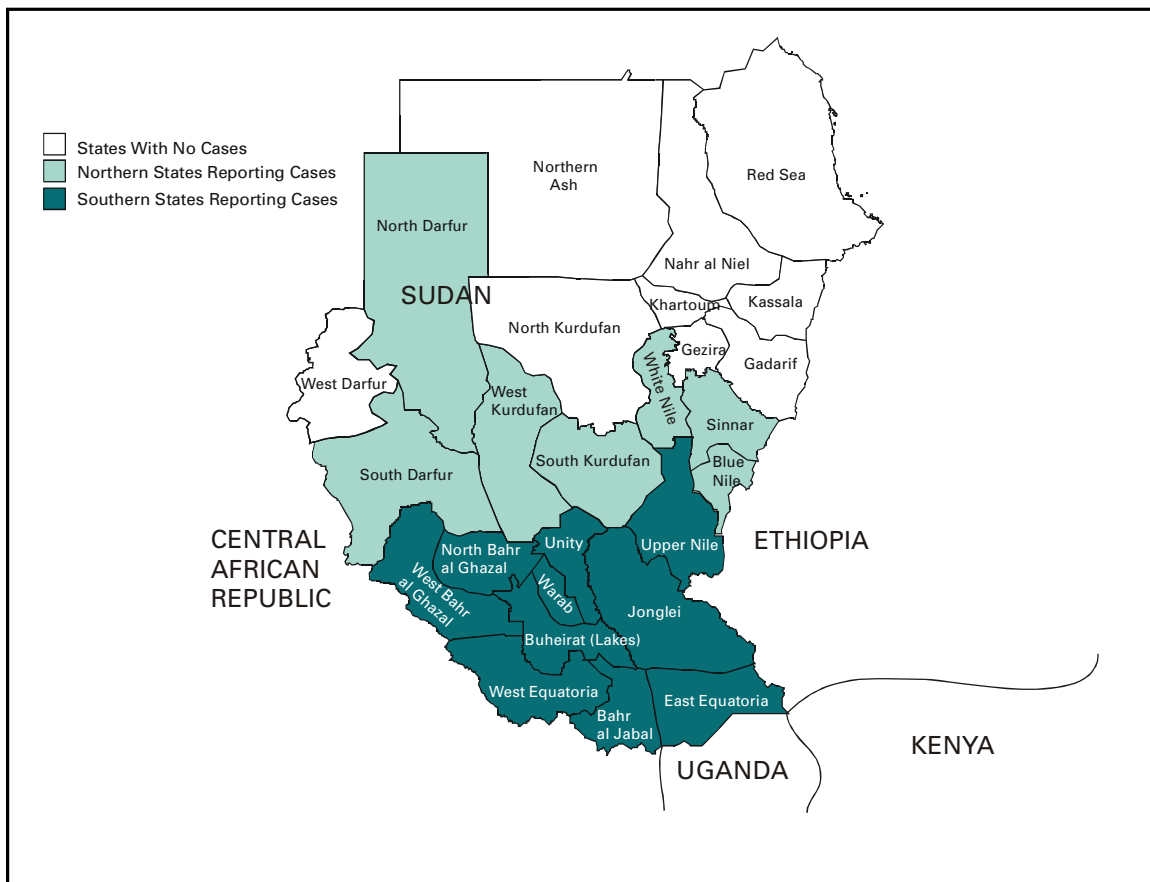 States With No Cases
Northern States Reporting Cases
Southern States Reporting Cases
Northern
Ash
Red Sea
North Darfur
Nahr al Niel
SUDAN
Khartoum
Kassala
North Kurdufan
Gezira
Gadarif
White Nile
West Darfur
West
Kurdufan
Sinnar
South Darfur
South Kurdufan
Blue
Nile
CENTRAL
AFRICAN
REPUBLIC
North Bahr
al Ghazal
Unity
Upper Nile
ETHIOPIA
West Bahr
al Ghazal
Warab
Jonglei
Buheirat (Lakes)
West Equatoria
East Equatoria
Bahr
al Jabal
KENYA
UGANDA